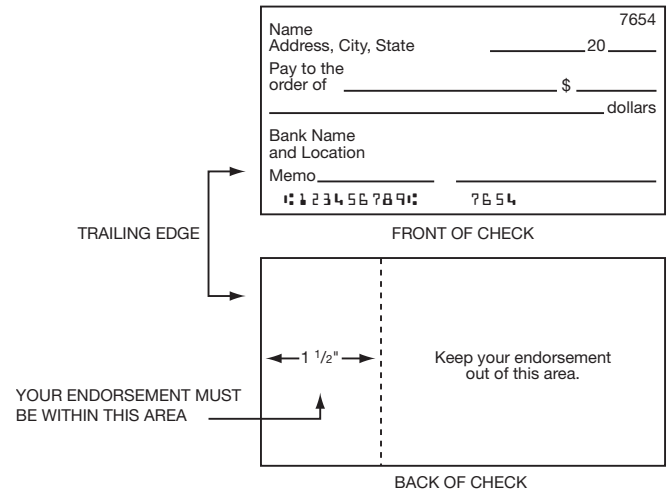 7654
Name
Address, City, State 20
Pay to the
order of $
dollars
Bank Name
and Location
Memo
⑆123456789⑆ 7654
TRAILING EDGE
FRONT OF CHECK
1 1/2"
Keep your endorsement
out of this area.
YOUR ENDORSEMENT MUST
BE WITHIN THIS AREA
BACK OF CHECK